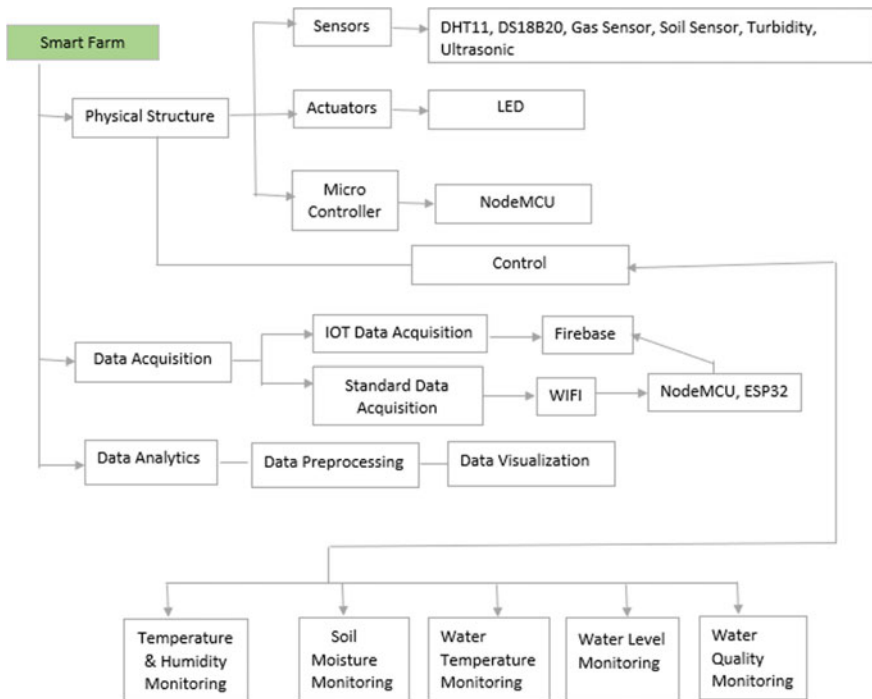 Smart Farm
Sensors
DHT11, DS18B20, Gas Sensor, Soil Sensor, Turbidity,
Ultrasonic
Physical Structure
Actuators
LED
Micro
Controller
NodeMCU
Control
IOT Data Acquisition
Firebase
Data Acquisition
Standard Data
Acquisition
WIFI
NodeMCU, ESP32
Data Analytics
Data Preprocessing
Data Visualization
Temperature
& Humidity
Monitoring
Soil
Moisture
Monitoring
Water
Temperature
Monitoring
Water Level
Monitoring
Water
Quality
Monitoring